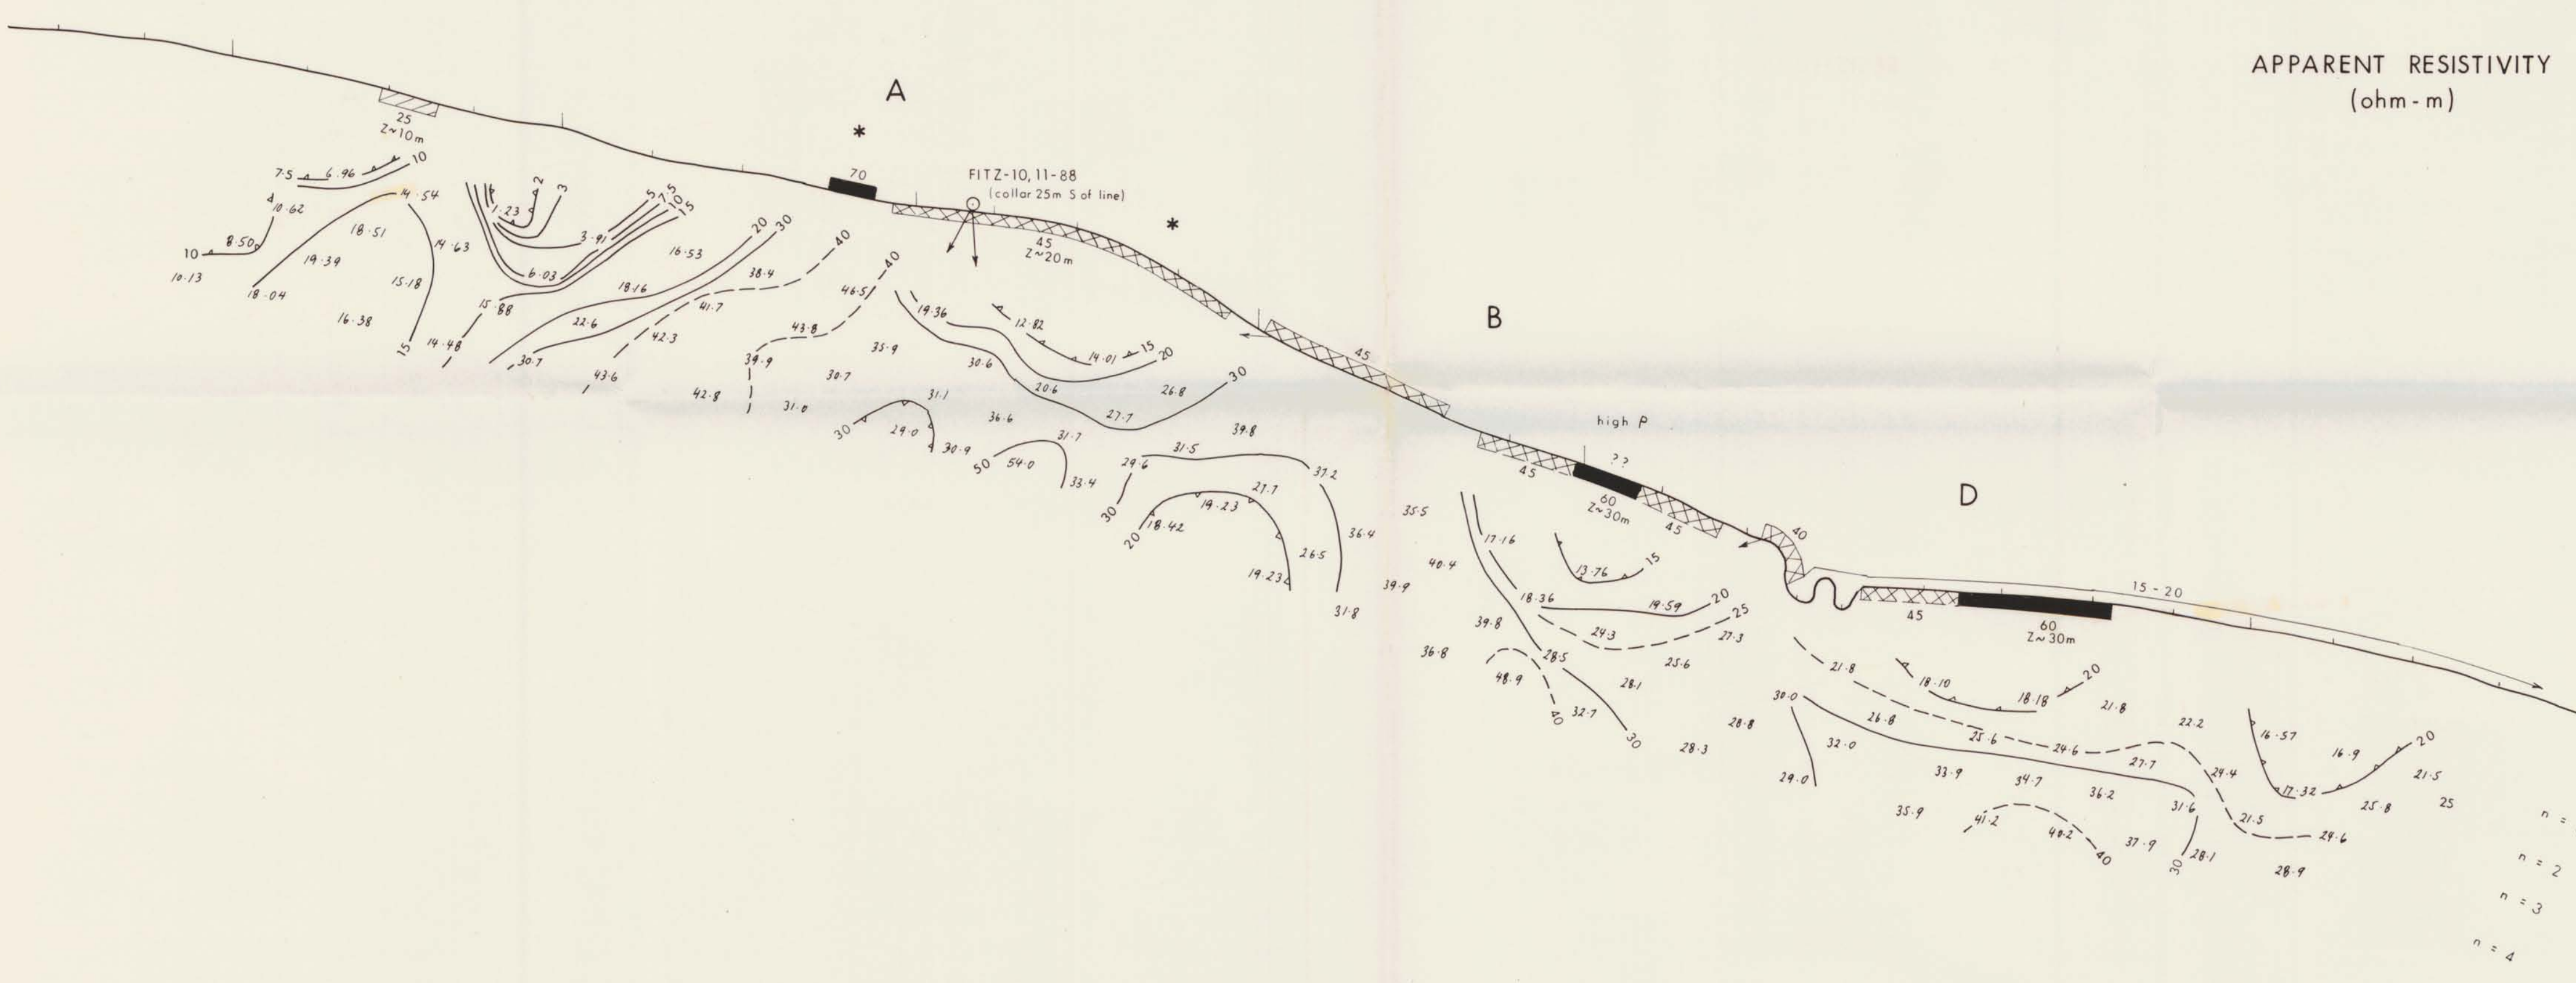 APPARENT RESISTIVITY
(ohm-m)
A
*
70
FITZ-10, 11-88
(collar 25m S of line)
*
45
Z~20m
25
Z~10m
B
45
high ρ
??
45
60
Z~30m
45
D
40
15-20
45
60
Z~30m
7.5 6.96 10
10.62 14.54
10 8.50 18.51 14.63
10.13 19.39 15.18
18.04 16.38 15 14.48
1.23 2 3
3.91 5 7.5 10 15
6.03 16.53 20 30
15.88 18.16 38.4 40
22.6 41.7 46.5 40
30.7 42.3 43.8
43.6 39.9 35.9
42.8 30.7
31.0 31.1
30 29.0 30.9
19.36 12.82
14.01 15 20
30.6 20.6 26.8 30
36.6 27.7
31.7 39.8
50 54.0 31.5
33.4 29.6 37.2
30 27.7
20 18.42 19.23 36.4
26.5
19.23 31.8
35.5 17.16
40.4 13.76 15
39.9 18.36 19.59 20
39.8 24.3 25
36.8 28.5 25.6 27.3
48.9 28.1
40 32.7 28.8
30 28.3
21.8 18.10 18.18 20
30.0 26.8 21.8 22.2
32.0 25.6 24.6 16.57 16.9 20
29.0 33.9 34.7 27.7 24.4 21.5
36.2 31.6 17.32 25.8 25
35.9 41.2 40.2 21.5 24.6
40 37.9 30 28.1 28.9
n =
n = 2
n = 3
n = 4